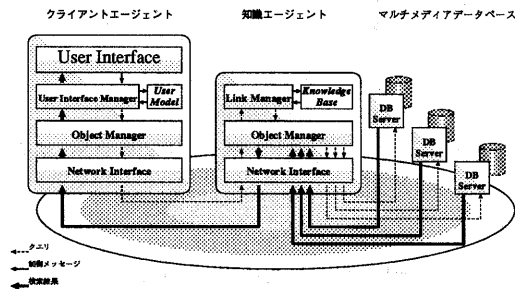 クライアントエージェント
知識エージェント
マルチメディアデータベース
User Interface
User Interface Manager
User
Model
Object Manager
Network Interface
Link Manager
Knowledge
Base
Object Manager
Network Interface
DB
Server
DB
Server
DB
Server
クエリ
制御メッセージ
検索結果